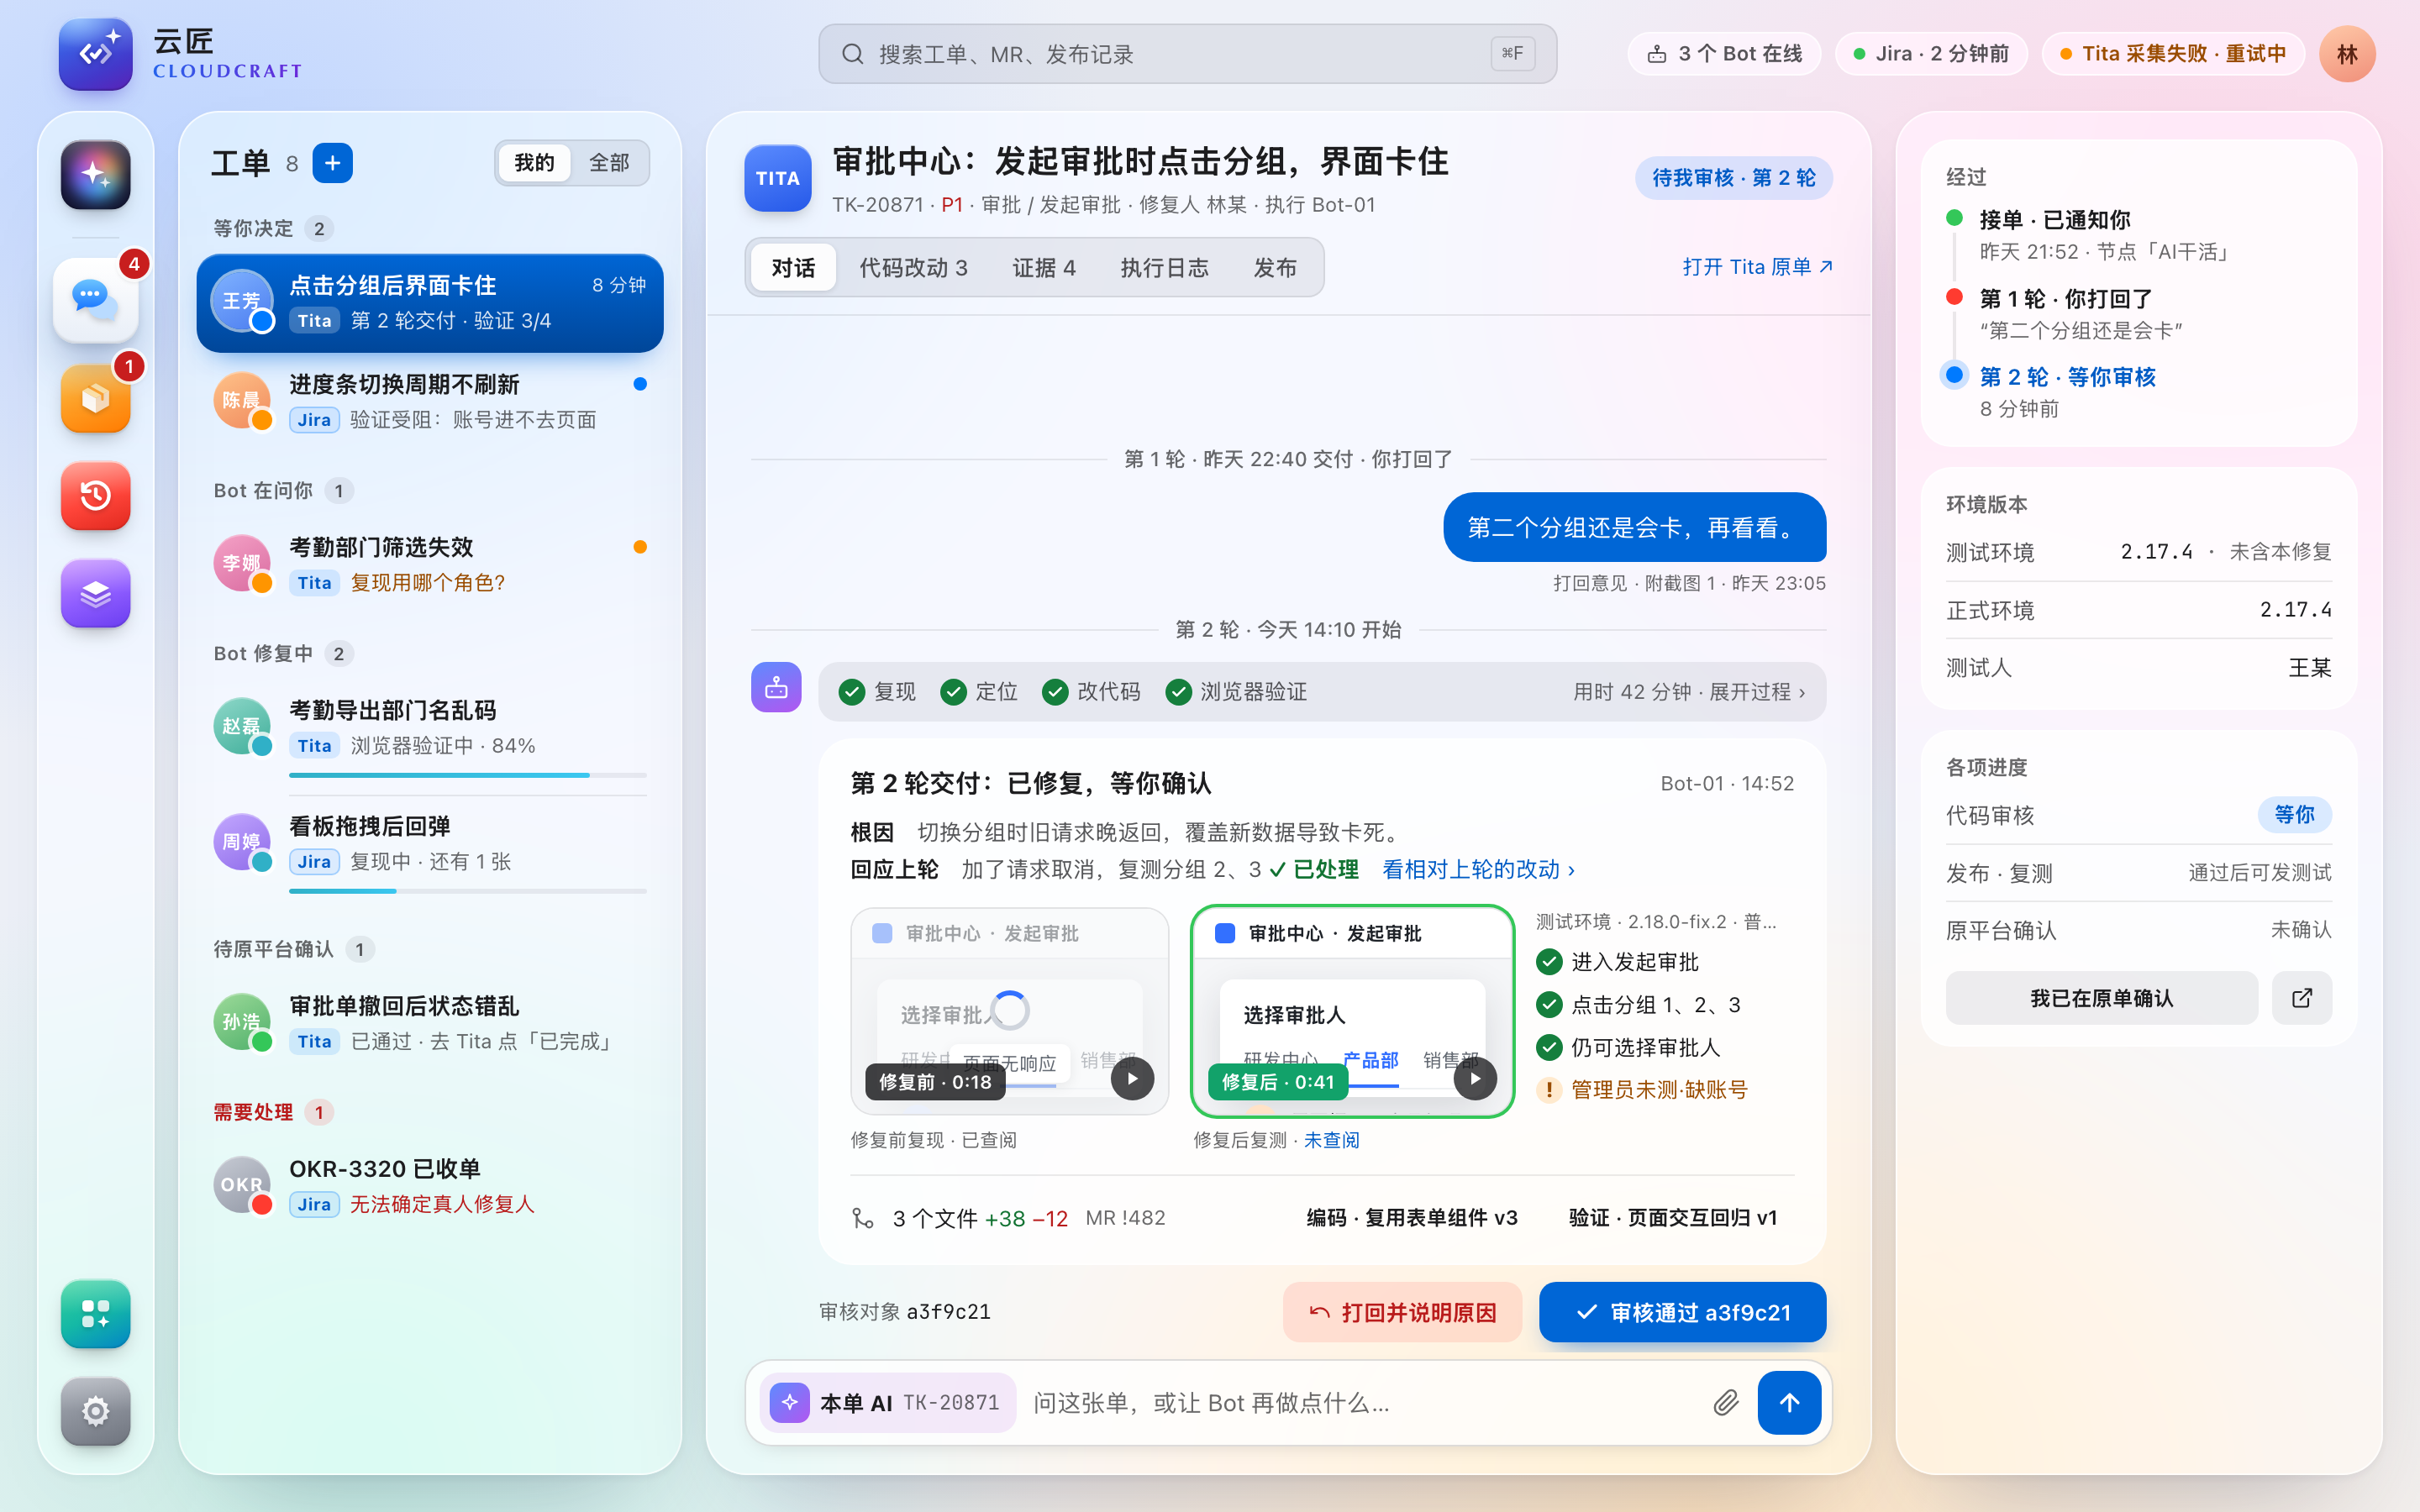 云匠
CLOUDCRAFT
搜索工单、MR、发布记录
⌘F
3 个 Bot 在线
Jira · 2 分钟前
Tita 采集失败 · 重试中
林
4
1
工单 8
我的 全部
等你决定 2
王芳
点击分组后界面卡住 8 分钟
Tita 第 2 轮交付 · 验证 3/4
陈晨
进度条切换周期不刷新
Jira 验证受阻：账号进不去页面
Bot 在问你 1
李娜
考勤部门筛选失效
Tita 复现用哪个角色?
Bot 修复中 2
赵磊
考勤导出部门名乱码
Tita 浏览器验证中 · 84%
周婷
看板拖拽后回弹
Jira 复现中 · 还有 1 张
待原平台确认 1
孙浩
审批单撤回后状态错乱
Tita 已通过 · 去 Tita 点「已完成」
需要处理 1
OKR
OKR-3320 已收单
Jira 无法确定真人修复人
TITA
审批中心：发起审批时点击分组，界面卡住
TK-20871 · P1 · 审批 / 发起审批 · 修复人 林某 · 执行 Bot-01
待我审核 · 第 2 轮
对话 代码改动 3 证据 4 执行日志 发布
打开 Tita 原单 ↗
第 1 轮 · 昨天 22:40 交付 · 你打回了
第二个分组还是会卡，再看看。
打回意见 · 附截图 1 · 昨天 23:05
第 2 轮 · 今天 14:10 开始
复现 定位 改代码 浏览器验证 用时 42 分钟 · 展开过程 ›
第 2 轮交付：已修复，等你确认 Bot-01 · 14:52
根因 切换分组时旧请求晚返回，覆盖新数据导致卡死。
回应上轮 加了请求取消，复测分组 2、3 ✓ 已处理 看相对上轮的改动 ›
审批中心 · 发起审批
选择审批人
页面无响应 销售部
修复前 · 0:18
修复前复现 · 已查阅
审批中心 · 发起审批
选择审批人
研发中心 产品部 销售部
修复后 · 0:41
修复后复测 · 未查阅
测试环境 · 2.18.0-fix.2 · 普...
进入发起审批
点击分组 1、2、3
仍可选择审批人
! 管理员未测·缺账号
3 个文件 +38 −12 MR !482 编码 · 复用表单组件 v3 验证 · 页面交互回归 v1
审核对象 a3f9c21
打回并说明原因
审核通过 a3f9c21
本单 AI TK-20871 问这张单，或让 Bot 再做点什么...
经过
接单 · 已通知你
昨天 21:52 · 节点「AI干活」
第 1 轮 · 你打回了
“第二个分组还是会卡”
第 2 轮 · 等你审核
8 分钟前
环境版本
测试环境 2.17.4 · 未含本修复
正式环境 2.17.4
测试人 王某
各项进度
代码审核 等你
发布 · 复测 通过后可发测试
原平台确认 未确认
我已在原单确认